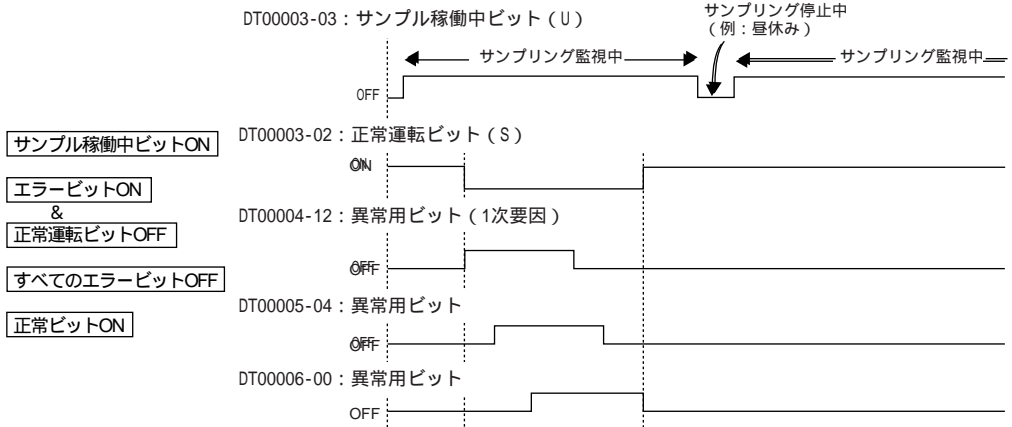 DT00003-03：サンプル稼働中ビット（U）
サンプリング停止中
（例：昼休み）
サンプリング監視中
サンプリング監視中
OFF
サンプル稼働中ビットON
エラービットON
&
正常運転ビットOFF
すべてのエラービットOFF
正常ビットON
DT00003-02：正常運転ビット（S）
ON
DT00004-12：異常用ビット（1次要因）
OFF
DT00005-04：異常用ビット
OFF
DT00006-00：異常用ビット
OFF